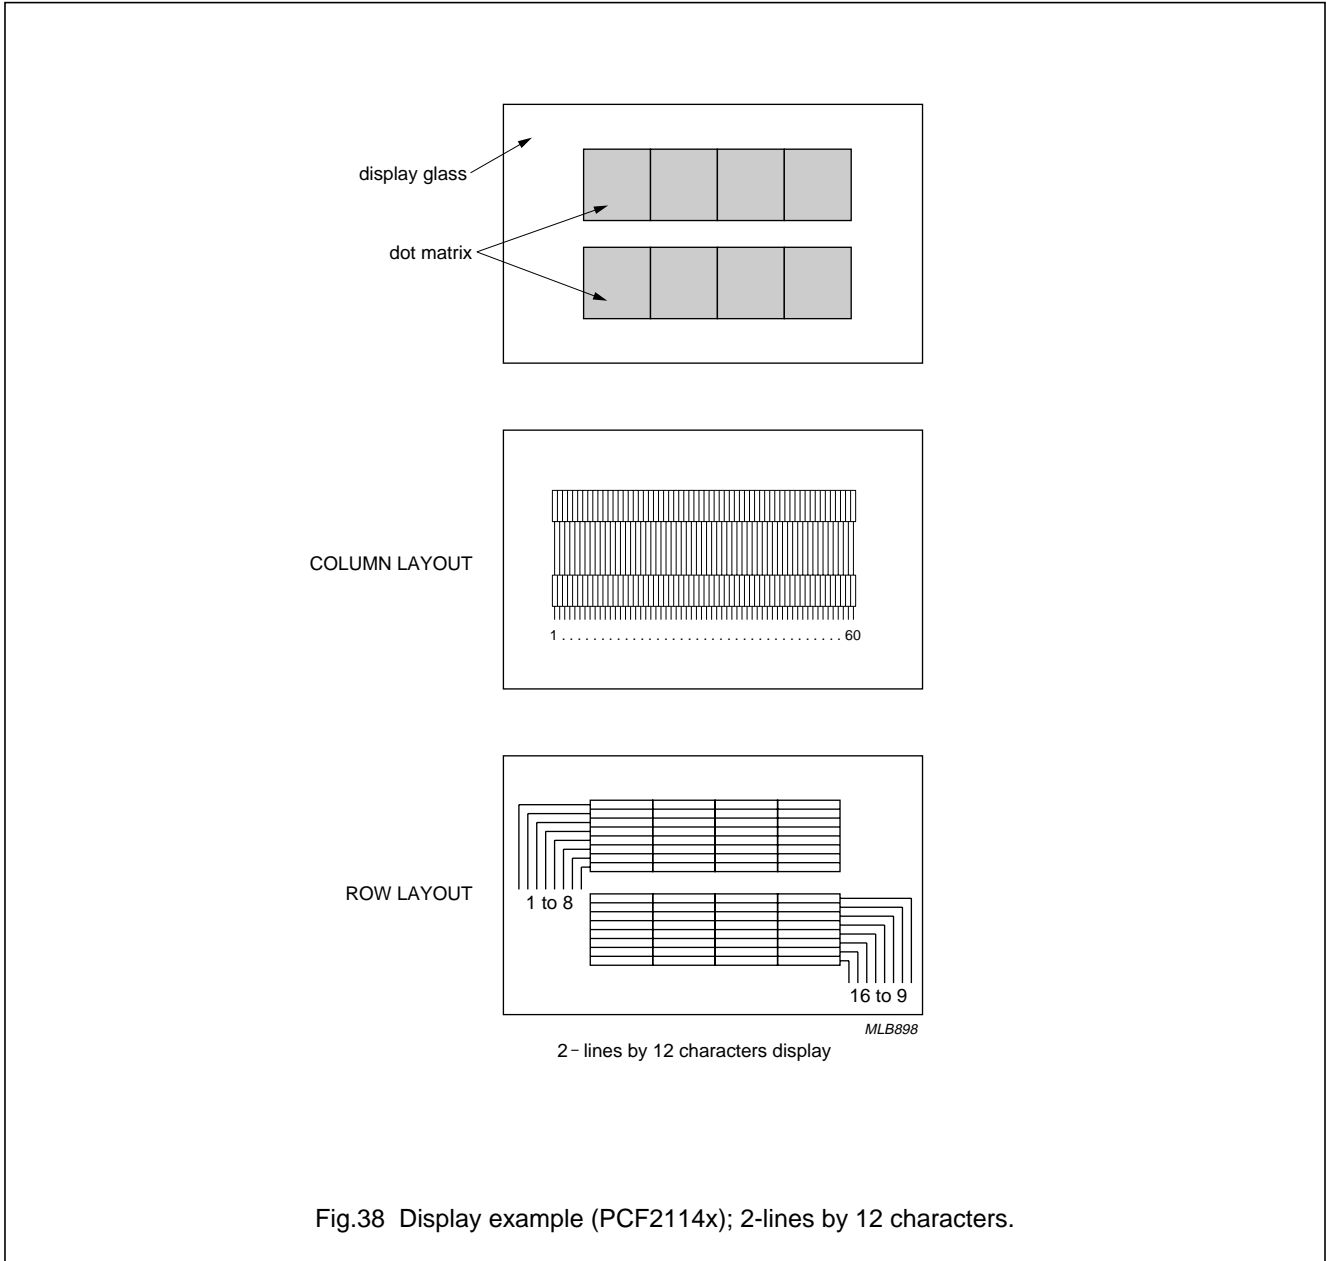 display glass
dot matrix
COLUMN LAYOUT
1 . . . . . . . . . . . . . . . . . . . . . . . . . . . . . . . . . . . . 60
ROW LAYOUT
1 to 8
16 to 9
MLB898
2 – lines by 12 characters display
Fig.38 Display example (PCF2114x); 2-lines by 12 characters.